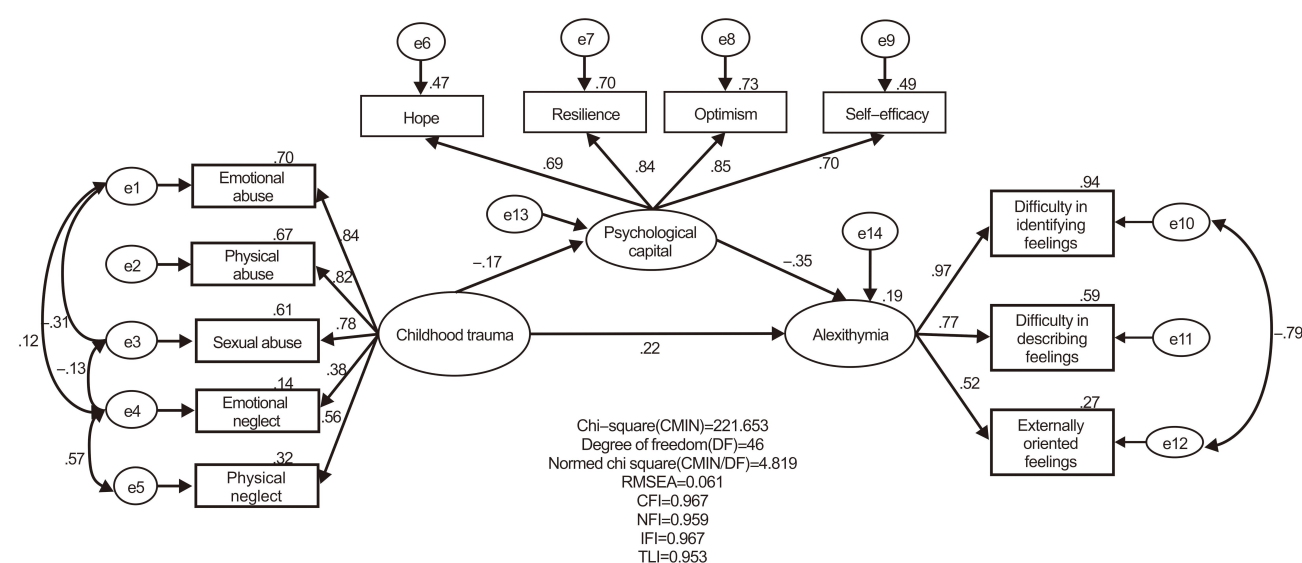 e6
e7
e8
e9
.47
.70
.73
.49
Hope
Resilience
Optimism
Self–efficacy
.69
.84
.85
.70
.70
e1
Emotional
abuse
.67
e2
Physical
abuse
.61
e3
Sexual abuse
.14
e4
Emotional
neglect
.32
e5
Physical
neglect
.12
–.31
–.13
.57
.84
.82
.78
.38
.56
Childhood trauma
e13
Psychological
capital
–.17
–.35
.22
e14
.19
Alexithymia
.97
.77
.52
.94
Difficulty in
identifying
feelings
e10
.59
Difficulty in
describing
feelings
e11
.27
Externally
oriented
feelings
e12
–.79
Chi–square(CMIN)=221.653
Degree of freedom(DF)=46
Normed chi square(CMIN/DF)=4.819
RMSEA=0.061
CFI=0.967
NFI=0.959
IFI=0.967
TLI=0.953